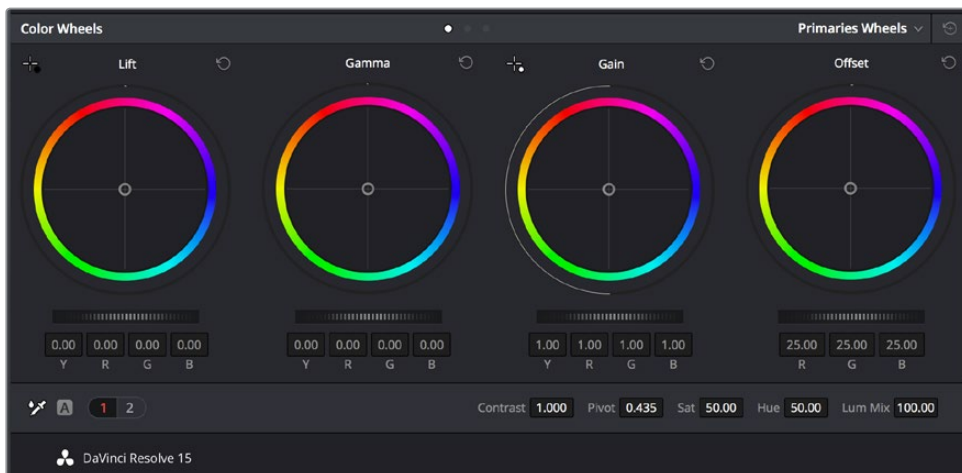 Color Wheels Primaries Wheels
Lift Gamma Gain Offset
0.00 0.00 0.00 0.00 0.00 0.00 0.00 0.00 1.00 1.00 1.00 1.00 25.00 25.00 25.00
Y R G B Y R G B Y R G B R G B
A 1 2 Contrast 1.000 Pivot 0.435 Sat 50.00 Hue 50.00 Lum Mix 100.00
DaVinci Resolve 15